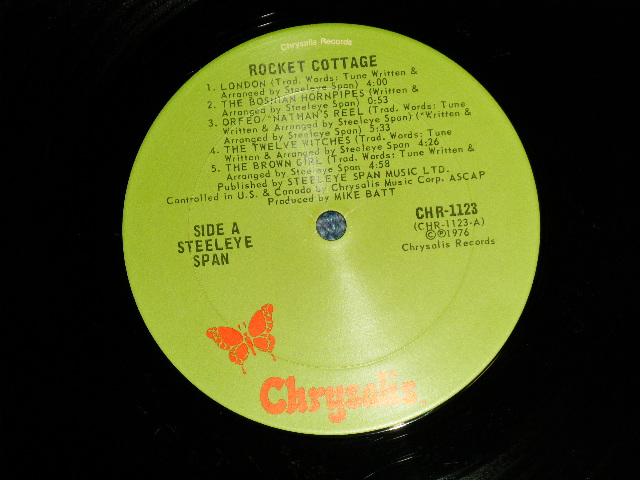 Chrysalis Records
ROCKET COTTAGE
1. LONDON (Trad. Words: Tune Written &
Arranged by Steeleye Span) 4:00
2. THE BOSNIAN HORNPIPES (Written &
Arranged by Steeleye Span) 0:53
3. ORFEO/*NATHAN'S REEL (Trad. Words: Tune
Written & Arranged by Steeleye Span) (*Written &
Arranged by Steeleye Span) 5:33
4. THE TWELVE WITCHES (Trad. Words: Tune
Written & Arranged by Steeleye Span) 4:26
5. THE BROWN GIRL (Trad. Words: Tune Written &
Arranged by Steeleye Span) 4:58
Published by STEELEYE SPAN MUSIC LTD.
Controlled in U.S. & Canada by Chrysalis Music Corp. ASCAP
Produced by MIKE BATT
SIDE A
STEELEYE
SPAN
CHR-1123
(CHR-1123-A)
©℗1976
Chrysalis Records
Chrysalis